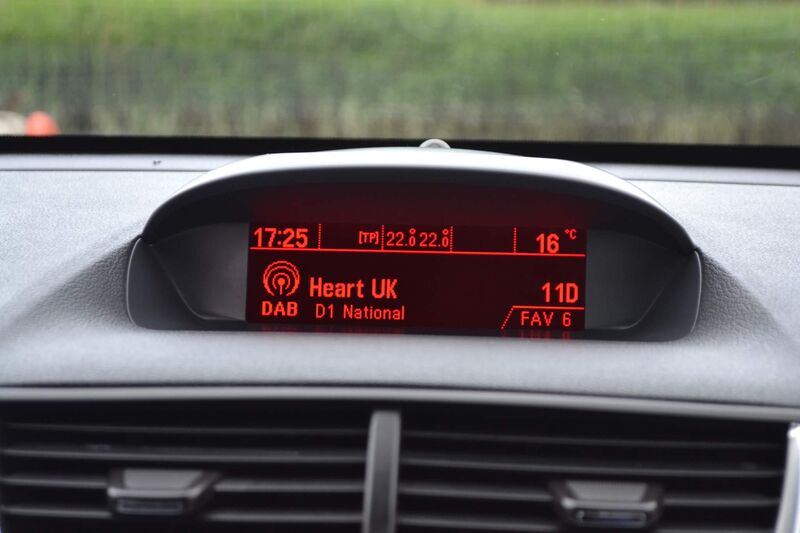 17:25 [TP] 22.0° 22.0° 16 °C
Heart UK 11D
DAB D1 National FAV 6